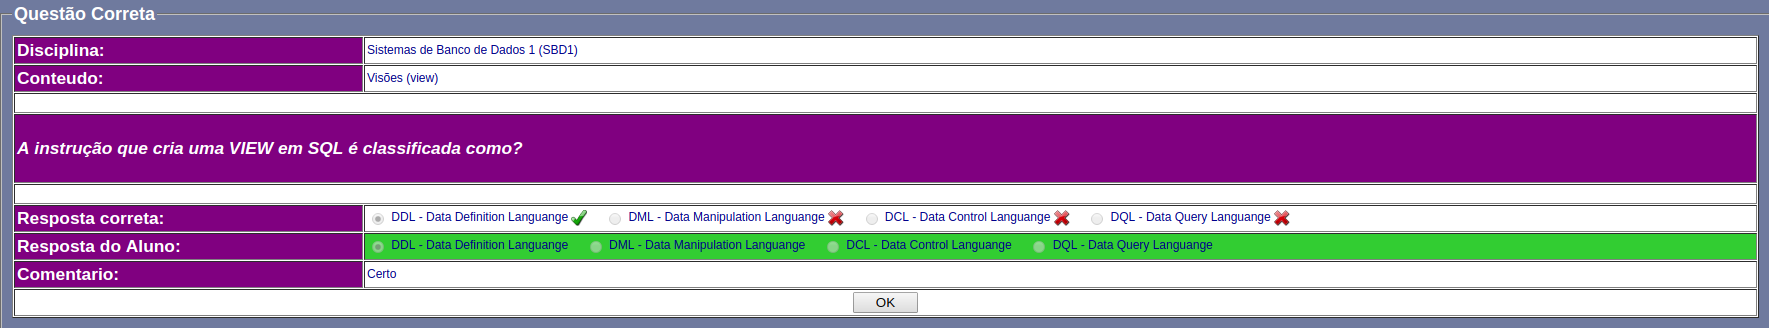 Questão Correta
Disciplina: Sistemas de Banco de Dados 1 (SBD1)
Conteudo: Visões (view)
A instrução que cria uma VIEW em SQL é classificada como?
Resposta correta: DDL - Data Definition Languange DML - Data Manipulation Languange DCL - Data Control Languange DQL - Data Query Languange
Resposta do Aluno: DDL - Data Definition Languange DML - Data Manipulation Languange DCL - Data Control Languange DQL - Data Query Languange
Comentario: Certo
OK